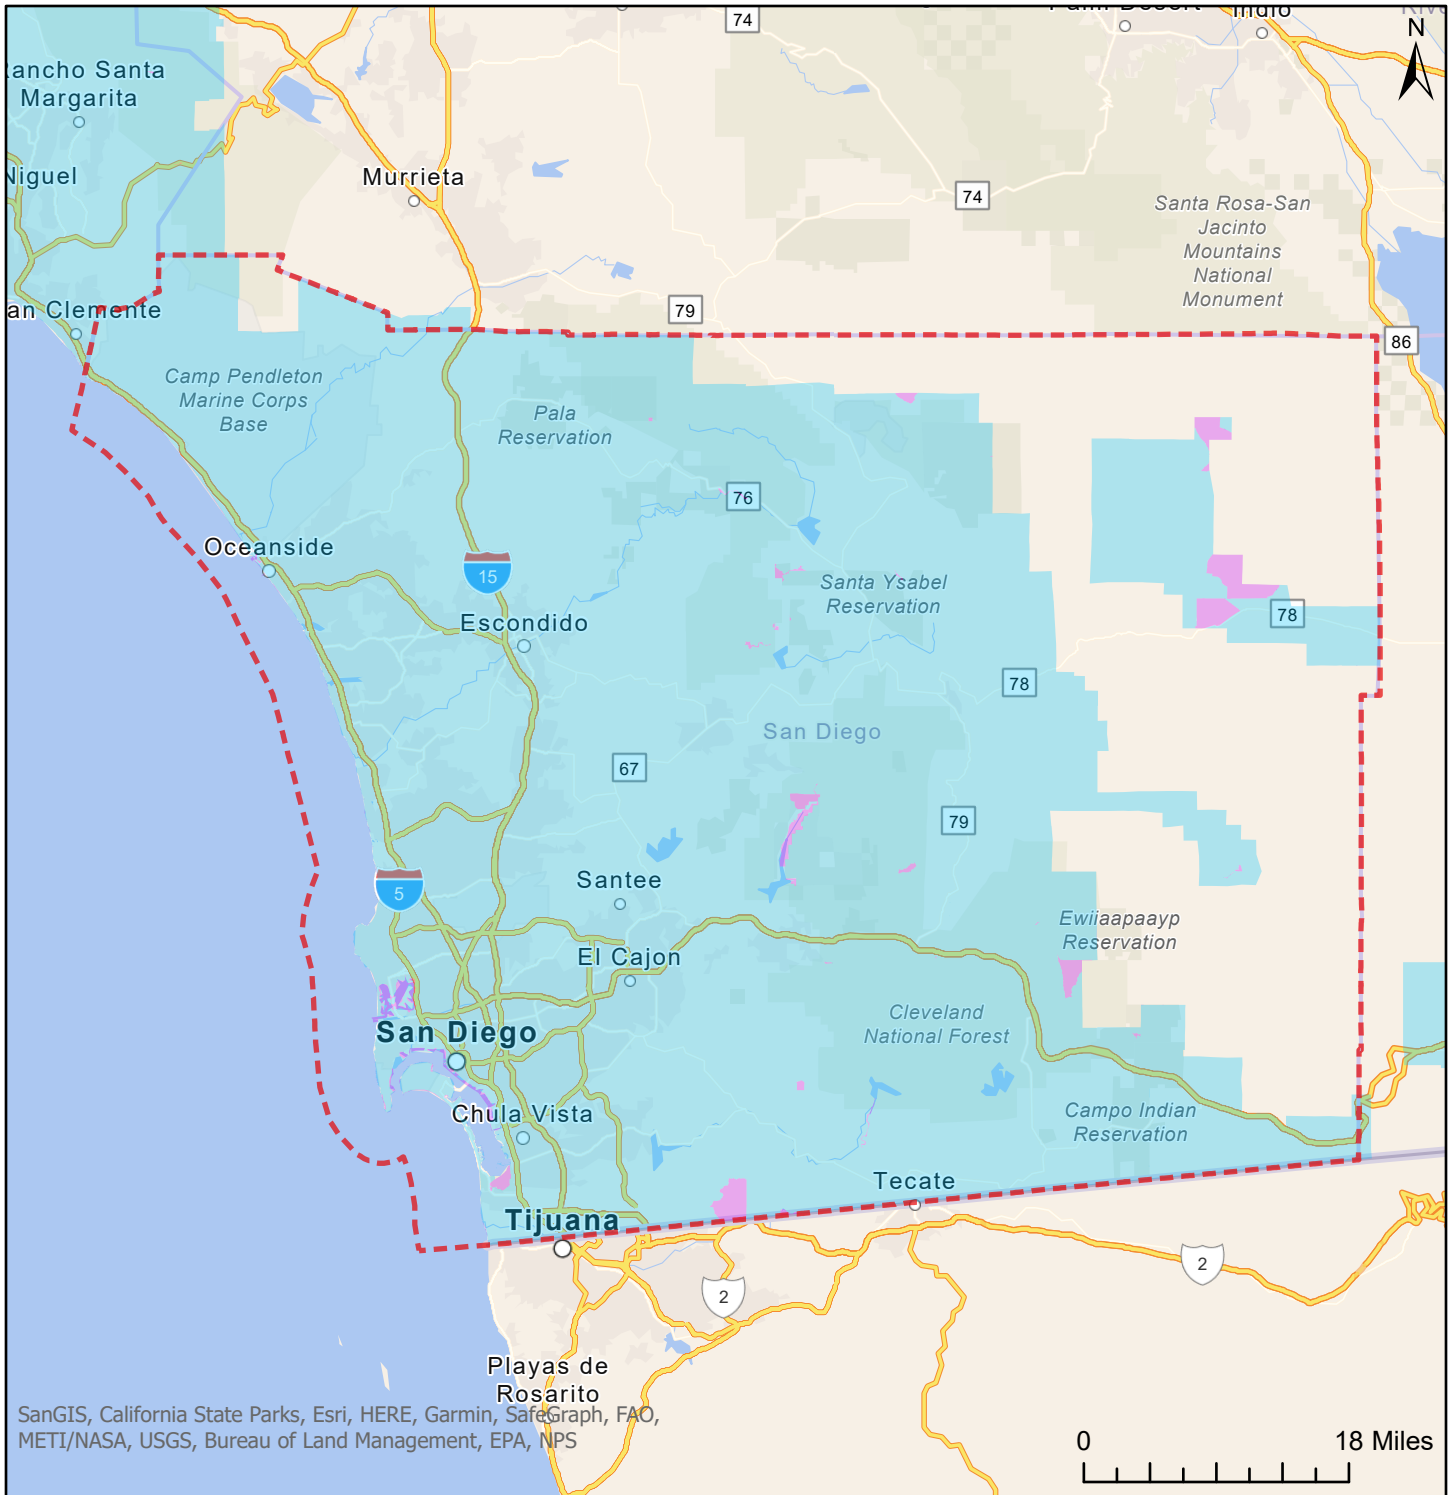 74
Indio
N
Rancho Santa
Margarita
Niguel
Murrieta
74
Santa Rosa-San
Jacinto
Mountains
National
Monument
79
an Clemente
86
Camp Pendleton
Marine Corps
Base
Pala
Reservation
76
Oceanside
15
Santa Ysabel
Reservation
78
Escondido
78
San Diego
67
79
Santee
5
Ewiiaapaayp
Reservation
El Cajon
Cleveland
National Forest
San Diego
Chula Vista
Campo Indian
Reservation
Tecate
Tijuana
2
2
Playas de
Rosarito
SanGIS, California State Parks, Esri, HERE, Garmin, SafeGraph, FAO,
METI/NASA, USGS, Bureau of Land Management, EPA, NPS
0
18 Miles